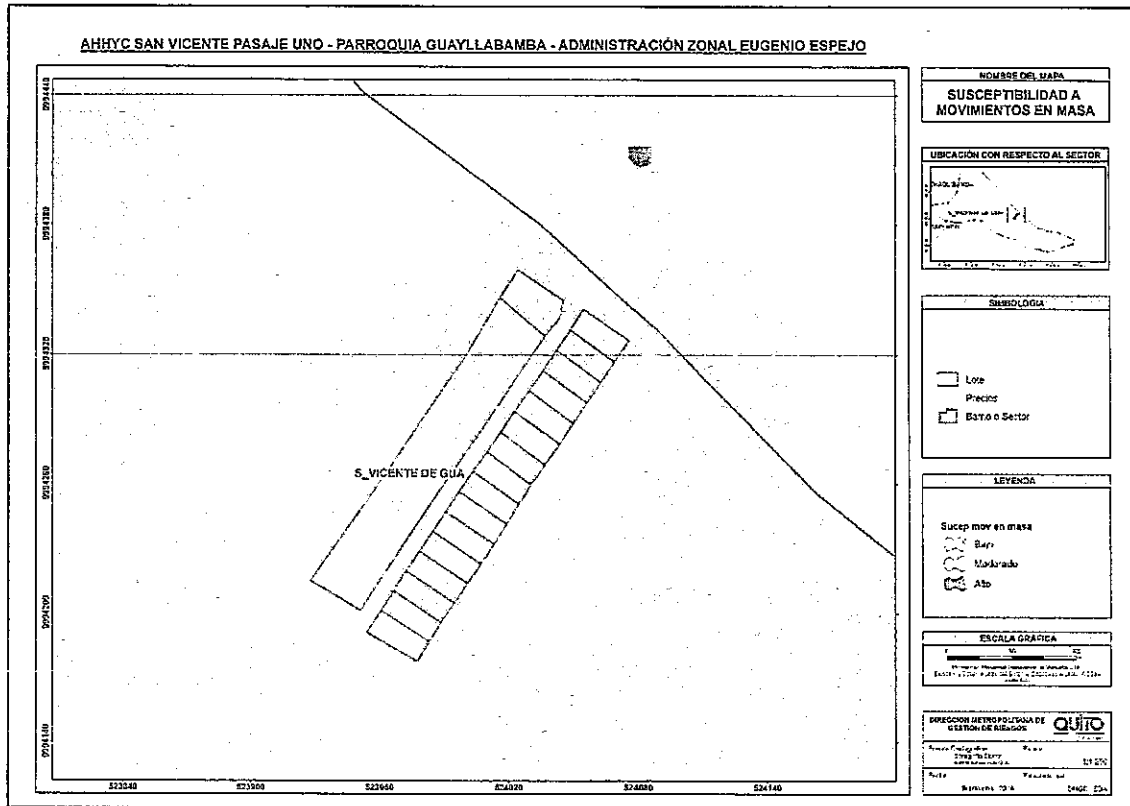 AHHYC SAN VICENTE PASAJE UNO - PARROQUIA GUAYLLABAMBA - ADMINISTRACIÓN ZONAL EUGENIO ESPEJO
NOMBRE DEL MAPA
SUSCEPTIBILIDAD A
MOVIMIENTOS EN MASA
UBICACIÓN CON RESPECTO AL SECTOR
SIMBOLOGIA
Lote
Precios
Barrio o Sector
LEYENDA
Sucep mov en masa
Bajo
Moderado
Alto
ESCALA GRAFICA
DIRECCION METROPOLITANA DE
GESTION DE RIESGOS
QUITO
9994440
9994380
9994320
9994260
9994200
9994140
S_VICENTE DE GUA
523840
523900
523960
524020
524080
524140